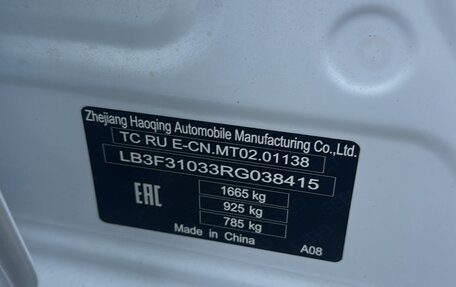 Zhejiang Haoqing Automobile Manufacturing Co.,Ltd.
TC RU E-CN.MT02.01138
LB3F31033RG038415
EAC
1665 kg
925 kg
785 kg
Made in China
A08